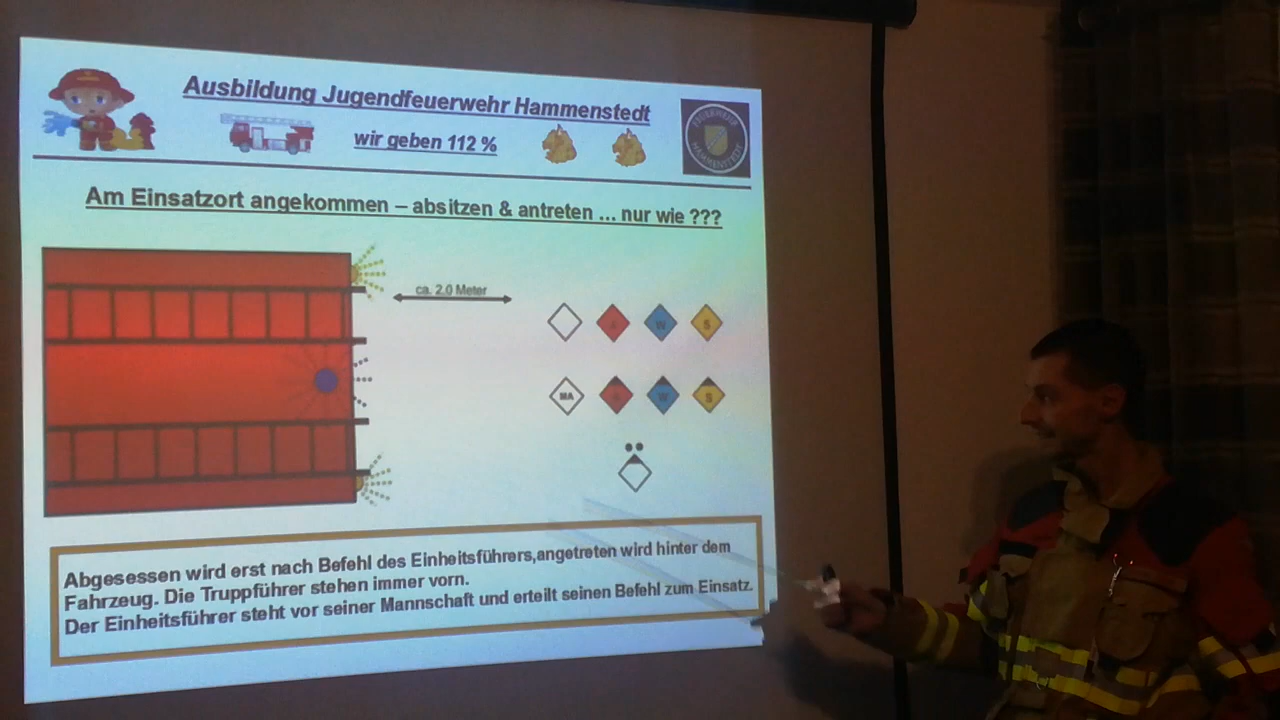 Ausbildung Jugendfeuerwehr Hammenstedt
wir geben 112 %
FEUERWEHR
HAMMENSTEDT
Am Einsatzort angekommen – absitzen & antreten ... nur wie ???
ca. 2.0 Meter
W S
MA W S
Abgesessen wird erst nach Befehl des Einheitsführers,angetreten wird hinter dem
Fahrzeug. Die Truppführer stehen immer vorn.
Der Einheitsführer steht vor seiner Mannschaft und erteilt seinen Befehl zum Einsatz.